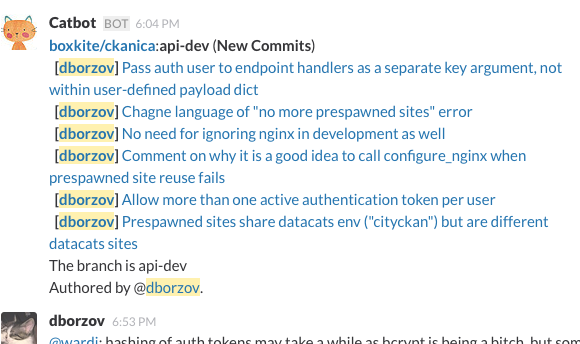 Catbot BOT 6:04 PM
boxkite/ckanica:api-dev (New Commits)
[dborzov] Pass auth user to endpoint handlers as a separate key argument, not
within user-defined payload dict
[dborzov] Chagne language of "no more prespawned sites" error
[dborzov] No need for ignoring nginx in development as well
[dborzov] Comment on why it is a good idea to call configure_nginx when
prespawned site reuse fails
[dborzov] Allow more than one active authentication token per user
[dborzov] Prespawned sites share datacats env ("cityckan") but are different
datacats sites
The branch is api-dev
Authored by @dborzov.
dborzov 6:53 PM
@wardi: hashing of auth tokens may take a while as bcrypt is being a bitch, but som